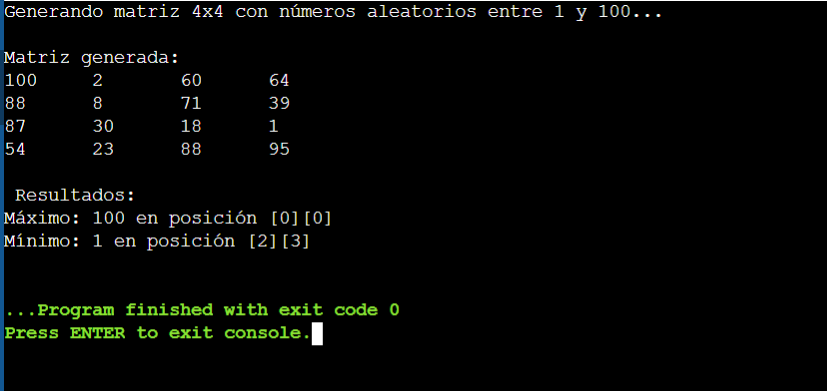 Generando matriz 4x4 con números aleatorios entre 1 y 100...
Matriz generada:
100 2 60 64
88 8 71 39
87 30 18 1
54 23 88 95
Resultados:
Máximo: 100 en posición [0][0]
Mínimo: 1 en posición [2][3]
...Program finished with exit code 0
Press ENTER to exit console.